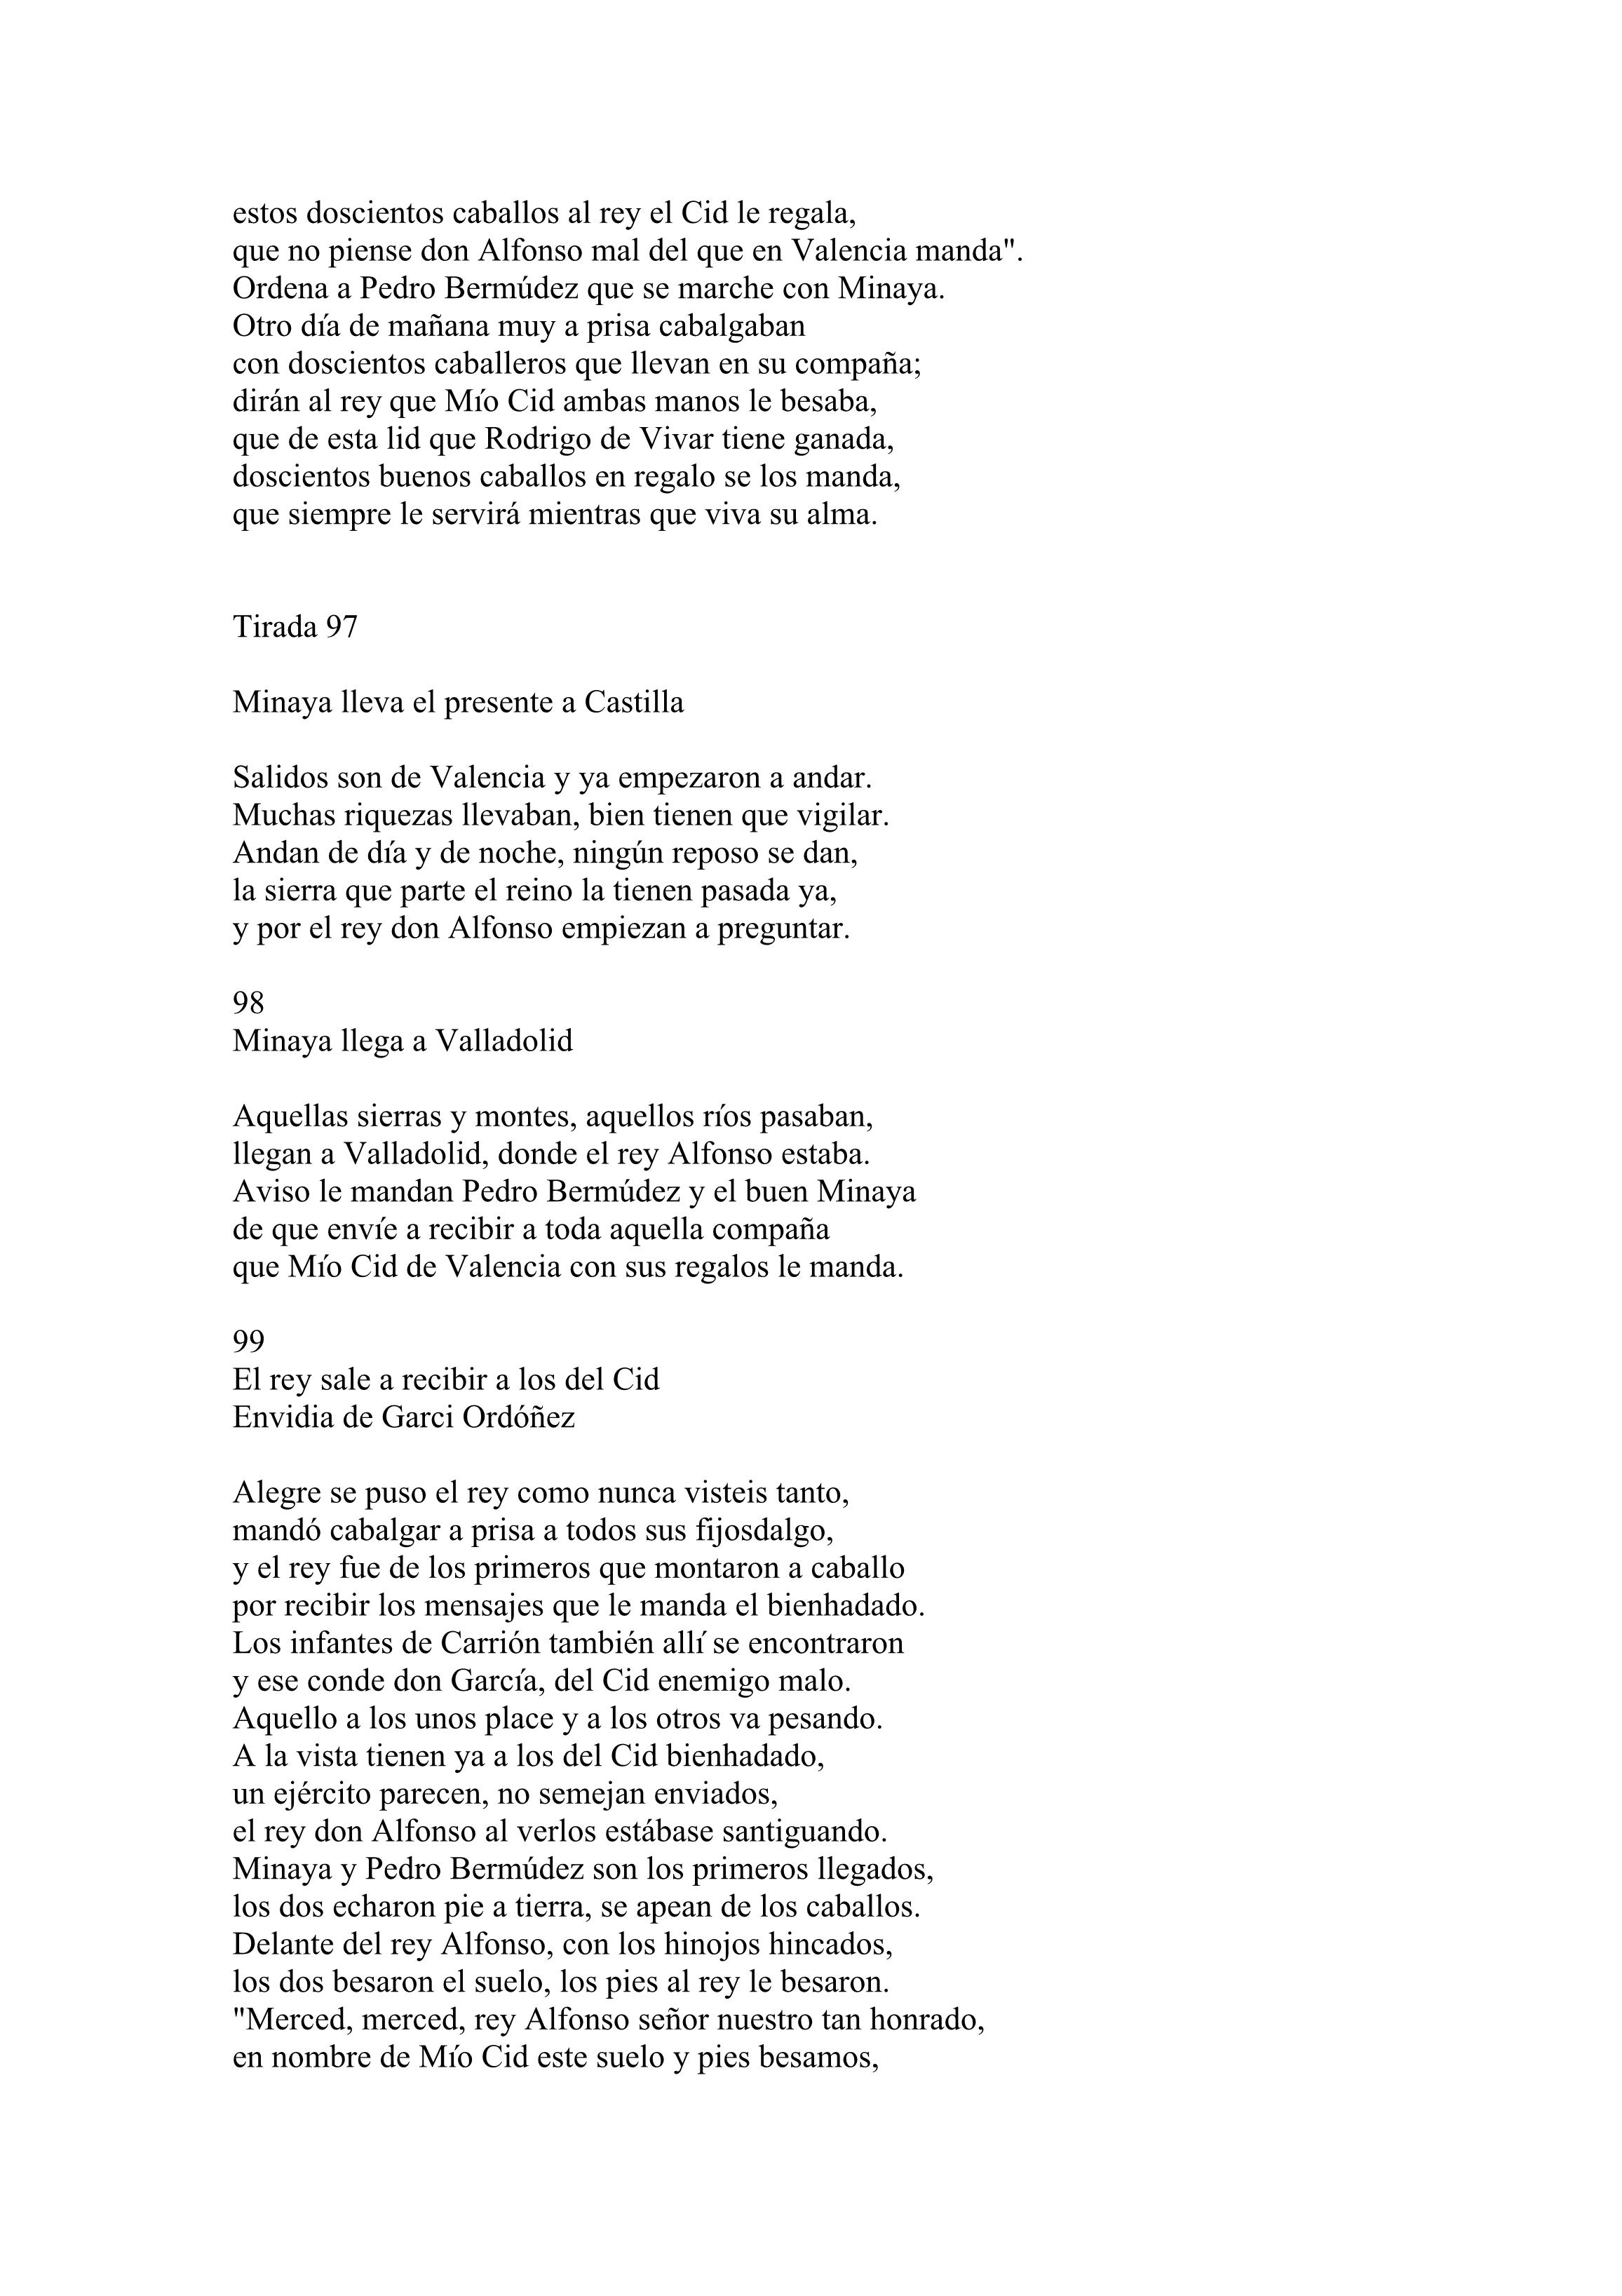 estos doscientos caballos al rey el Cid le regala,
que no piense don Alfonso mal del que en Valencia manda".
Ordena a Pedro Bermúdez que se marche con Minaya.
Otro día de mañana muy a prisa cabalgaban
con doscientos caballeros que llevan en su compaña;
dirán al rey que Mío Cid ambas manos le besaba,
que de esta lid que Rodrigo de Vivar tiene ganada,
doscientos buenos caballos en regalo se los manda,
que siempre le servirá mientras que viva su alma.
Tirada 97
Minaya lleva el presente a Castilla
Salidos son de Valencia y ya empezaron a andar.
Muchas riquezas llevaban, bien tienen que vigilar.
Andan de día y de noche, ningún reposo se dan,
la sierra que parte el reino la tienen pasada ya,
y por el rey don Alfonso empiezan a preguntar.
98
Minaya llega a Valladolid
Aquellas sierras y montes, aquellos ríos pasaban,
llegan a Valladolid, donde el rey Alfonso estaba.
Aviso le mandan Pedro Bermúdez y el buen Minaya
de que envíe a recibir a toda aquella compaña
que Mío Cid de Valencia con sus regalos le manda.
99
El rey sale a recibir a los del Cid
Envidia de Garci Ordóñez
Alegre se puso el rey como nunca visteis tanto,
mandó cabalgar a prisa a todos sus fijosdalgo,
y el rey fue de los primeros que montaron a caballo
por recibir los mensajes que le manda el bienhadado.
Los infantes de Carrión también allí se encontraron
y ese conde don García, del Cid enemigo malo.
Aquello a los unos place y a los otros va pesando.
A la vista tienen ya a los del Cid bienhadado,
un ejército parecen, no semejan enviados,
el rey don Alfonso al verlos estábase santiguando.
Minaya y Pedro Bermúdez son los primeros llegados,
los dos echaron pie a tierra, se apean de los caballos.
Delante del rey Alfonso, con los hinojos hincados,
los dos besaron el suelo, los pies al rey le besaron.
"Merced, merced, rey Alfonso señor nuestro tan honrado,
en nombre de Mío Cid este suelo y pies besamos,